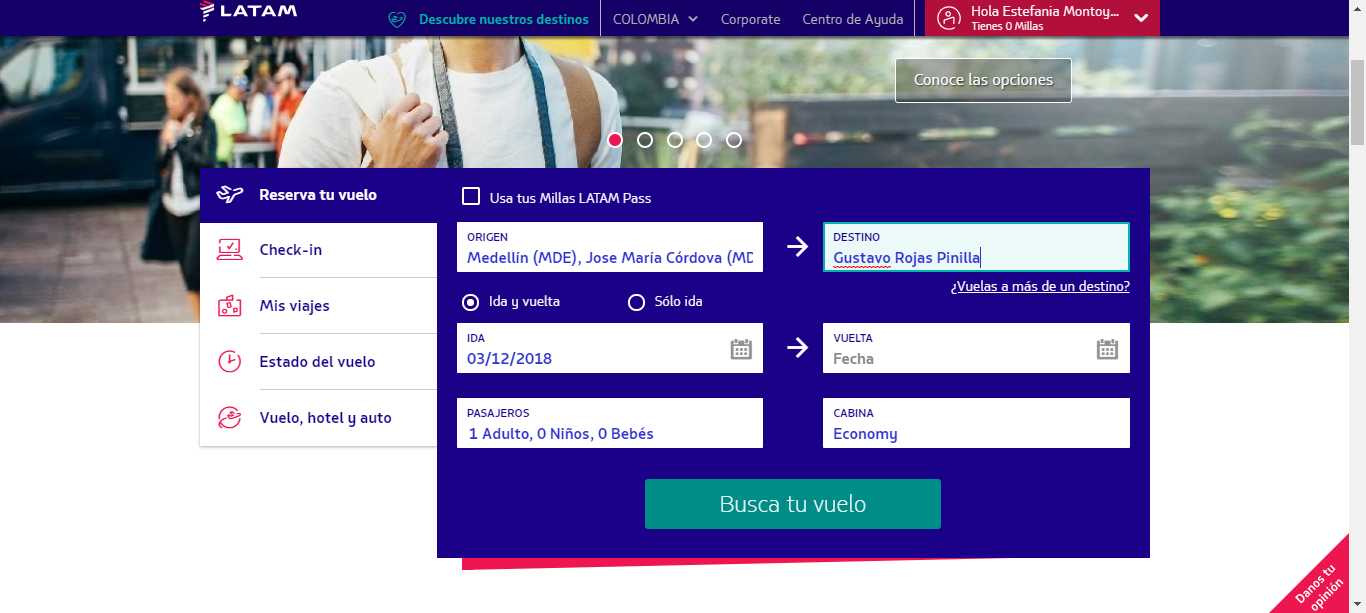 LATAM
Descubre nuestros destinos
COLOMBIA
Corporate
Centro de Ayuda
Hola Estefania Montoy...
Tienes 0 Millas
Conoce las opciones
Reserva tu vuelo
Check-in
Mis viajes
Estado del vuelo
Vuelo, hotel y auto
Usa tus Millas LATAM Pass
ORIGEN
Medellín (MDE), Jose María Córdova (MD
DESTINO
Gustavo Rojas Pinilla
¿Vuelas a más de un destino?
Ida y vuelta
Sólo ida
IDA
03/12/2018
VUELTA
Fecha
PASAJEROS
1 Adulto, 0 Niños, 0 Bebés
CABINA
Economy
Busca tu vuelo
Danos tu
opinión